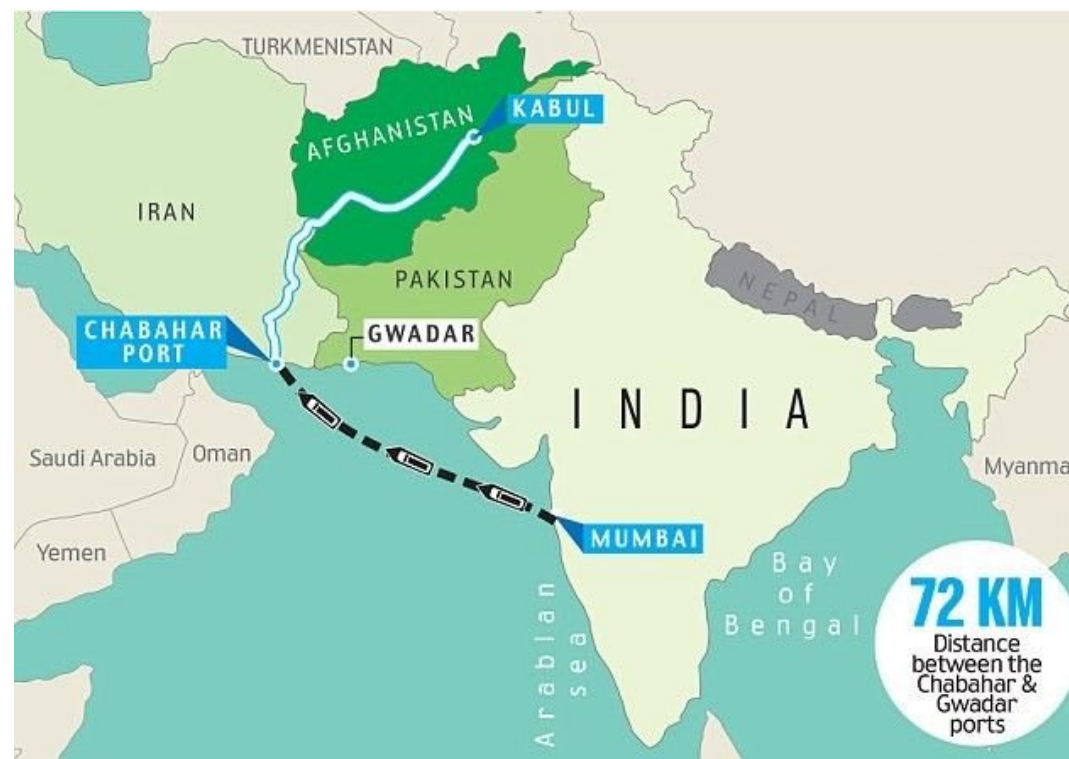 TURKMENISTAN
KABUL
AFGHANISTAN
IRAN
PAKISTAN
NEPAL
CHABAHAR
PORT
GWADAR
INDIA
Saudi Arabia
Oman
Myanma
MUMBAI
Yemen
Bay
of
Bengal
Arabian
sea
72 KM
Distance
between the
Chabahar &
Gwadar
ports